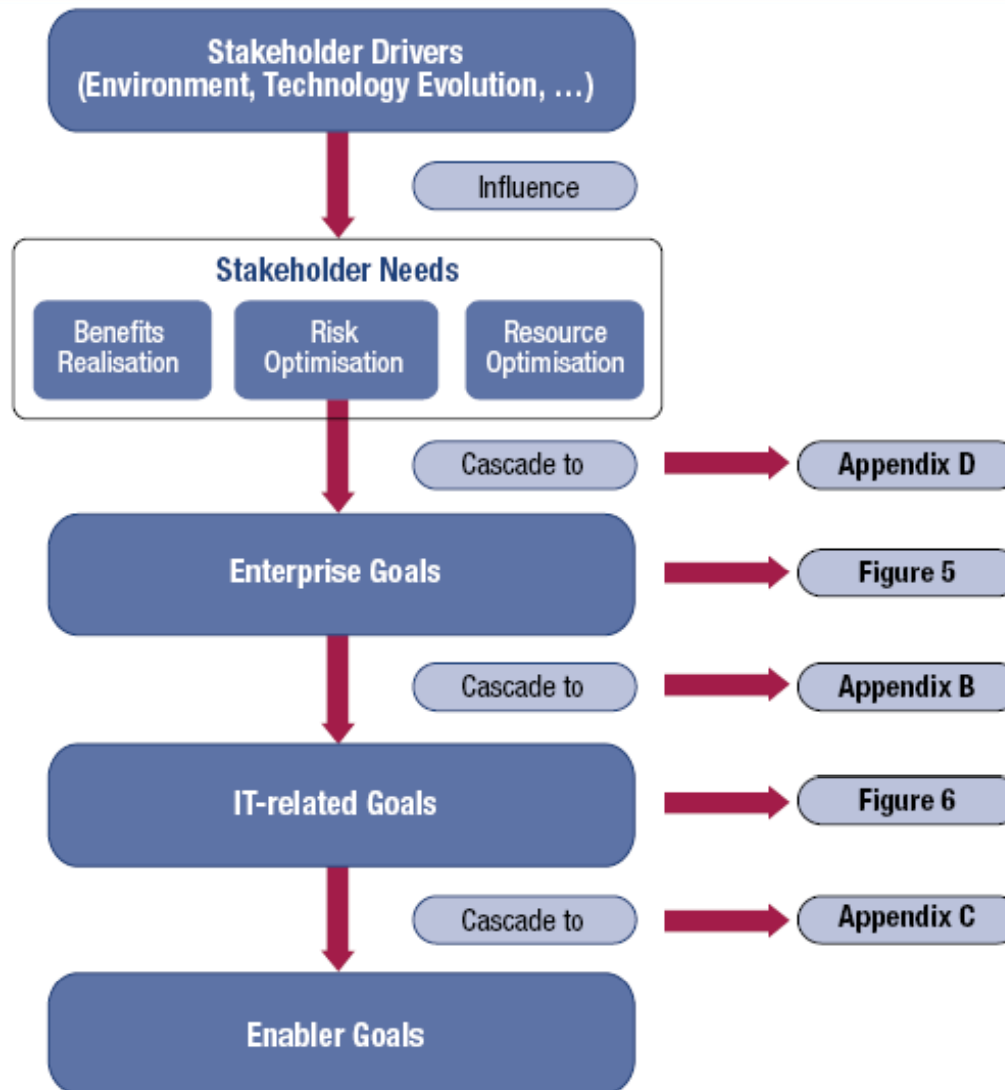 Stakeholder Drivers
(Environment, Technology Evolution, …)
Influence
Stakeholder Needs
Benefits
Realisation
Risk
Optimisation
Resource
Optimisation
Cascade to
Appendix D
Enterprise Goals
Figure 5
Cascade to
Appendix B
IT-related Goals
Figure 6
Cascade to
Appendix C
Enabler Goals